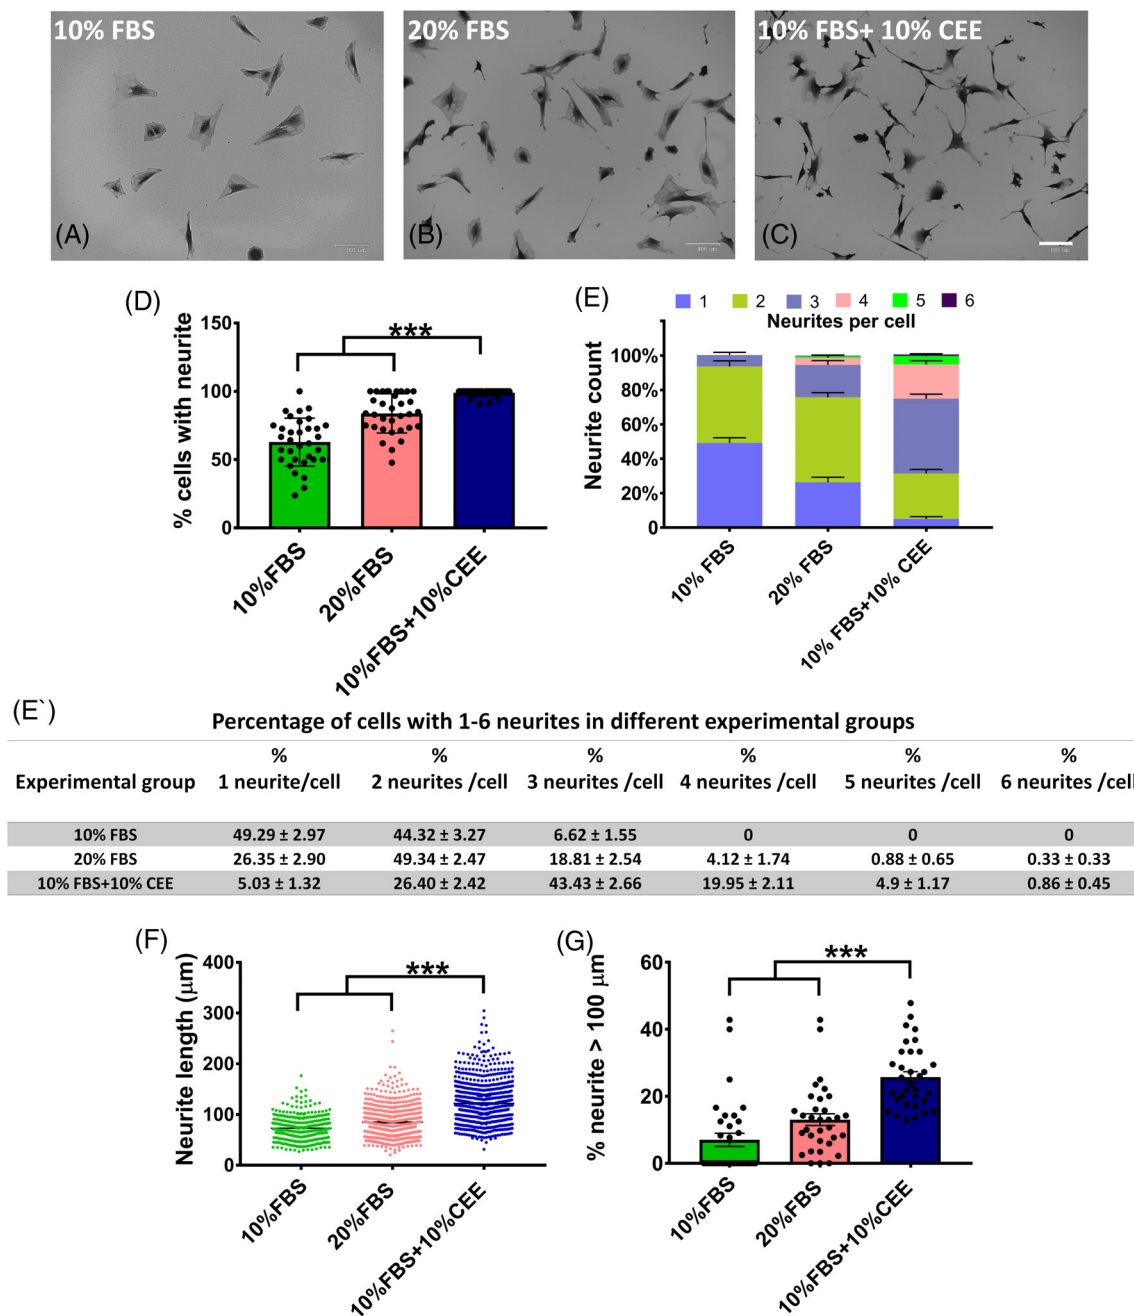 10% FBS
20% FBS
10% FBS+ 10% CEE
(A)
(B)
(C)
100 um
100 um
100 um
(D)
% cells with neurite
150
100
50
0
***
10%FBS
20%FBS
10%FBS+10%CEE
(E)
1 2 3 4 5 6
Neurites per cell
Neurite count
100%
80%
60%
40%
20%
0
10% FBS
20% FBS
10% FBS+10% CEE
(E`)
Percentage of cells with 1-6 neurites in different experimental groups
% % % % % %
Experimental group 1 neurite/cell 2 neurites /cell 3 neurites /cell 4 neurites /cell 5 neurites /cell 6 neurites /cell
10% FBS 49.29 ± 2.97 44.32 ± 3.27 6.62 ± 1.55 0 0 0
20% FBS 26.35 ± 2.90 49.34 ± 2.47 18.81 ± 2.54 4.12 ± 1.74 0.88 ± 0.65 0.33 ± 0.33
10% FBS+10% CEE 5.03 ± 1.32 26.40 ± 2.42 43.43 ± 2.66 19.95 ± 2.11 4.9 ± 1.17 0.86 ± 0.45
(F)
Neurite length (μm)
400
300
200
100
0
***
10%FBS
20%FBS
10%FBS+10%CEE
(G)
% neurite > 100 μm
60
40
20
0
***
10%FBS
20%FBS
10%FBS+10%CEE